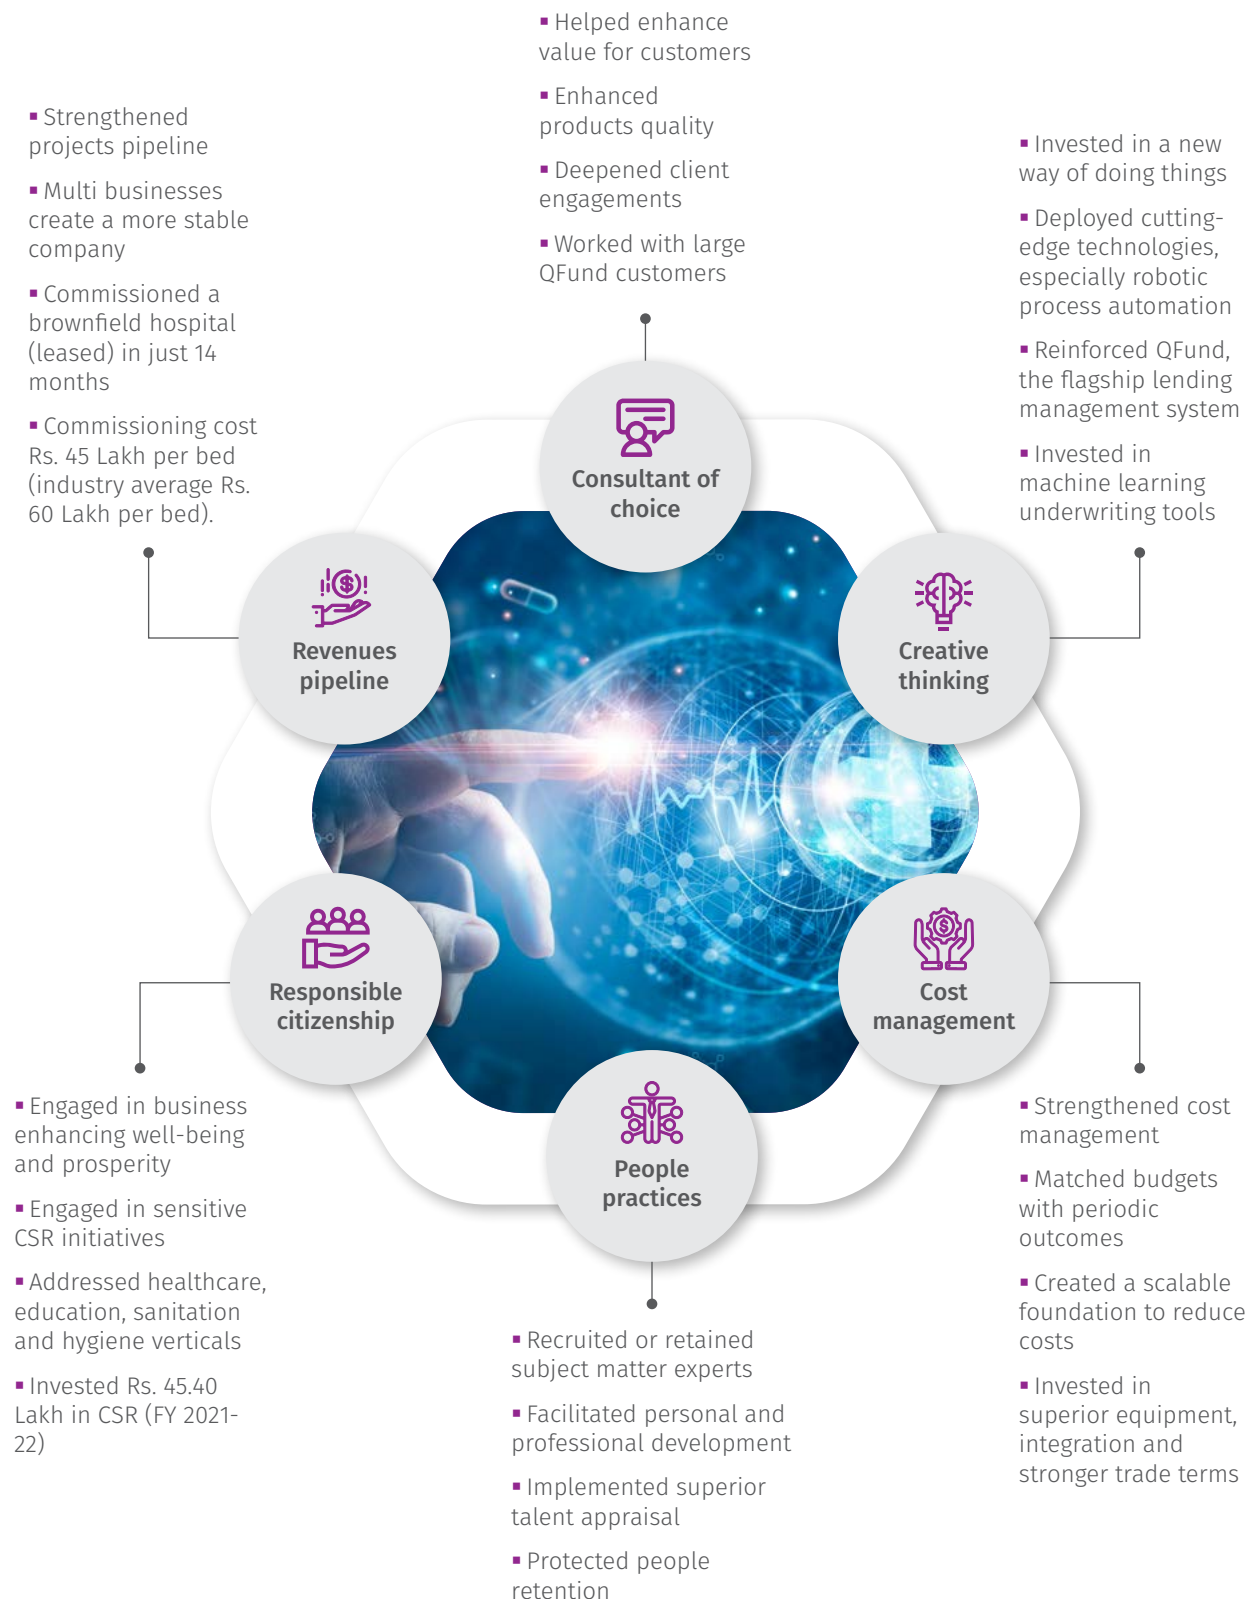 ▪ Helped enhance
value for customers
▪ Enhanced
products quality
▪ Deepened client
engagements
▪ Worked with large
QFund customers
▪ Strengthened
projects pipeline
▪ Multi businesses
create a more stable
company
▪ Commissioned a
brownfield hospital
(leased) in just 14
months
▪ Commissioning cost
Rs. 45 Lakh per bed
(industry average Rs.
60 Lakh per bed).
▪ Invested in a new
way of doing things
▪ Deployed cutting-
edge technologies,
especially robotic
process automation
▪ Reinforced QFund,
the flagship lending
management system
▪ Invested in
machine learning
underwriting tools
Consultant of
choice
Revenues
pipeline
Creative
thinking
Responsible
citizenship
Cost
management
People
practices
▪ Engaged in business
enhancing well-being
and prosperity
▪ Engaged in sensitive
CSR initiatives
▪ Addressed healthcare,
education, sanitation
and hygiene verticals
▪ Invested Rs. 45.40
Lakh in CSR (FY 2021-
22)
▪ Recruited or retained
subject matter experts
▪ Facilitated personal and
professional development
▪ Implemented superior
talent appraisal
▪ Protected people
retention
▪ Strengthened cost
management
▪ Matched budgets
with periodic
outcomes
▪ Created a scalable
foundation to reduce
costs
▪ Invested in
superior equipment,
integration and
stronger trade terms